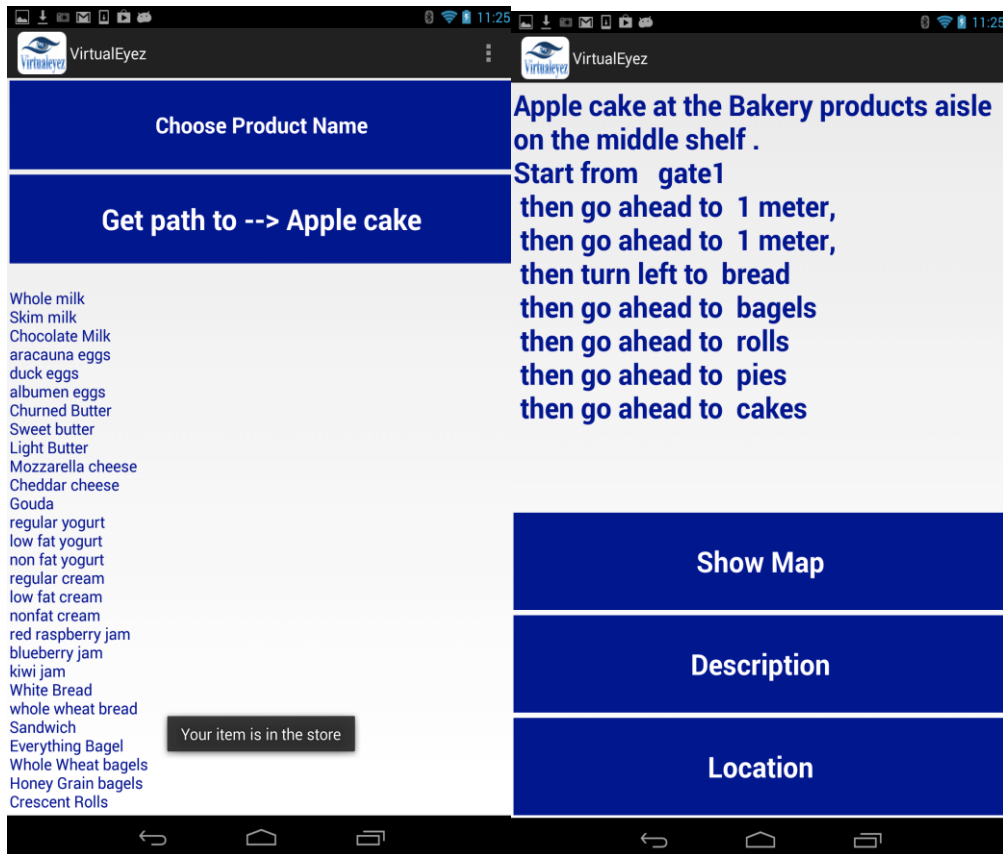 11:25
Virtualeyez
VirtualEyez
Choose Product Name
Get path to --> Apple cake
Whole milk
Skim milk
Chocolate Milk
aracauna eggs
duck eggs
albumen eggs
Churned Butter
Sweet butter
Light Butter
Mozzarella cheese
Cheddar cheese
Gouda
regular yogurt
low fat yogurt
non fat yogurt
regular cream
low fat cream
nonfat cream
red raspberry jam
blueberry jam
kiwi jam
White Bread
whole wheat bread
Sandwich
Everything Bagel
Whole Wheat bagels
Honey Grain bagels
Crescent Rolls
Your item is in the store
11:25
Virtualeyez
VirtualEyez
Apple cake at the Bakery products aisle
on the middle shelf .
Start from gate1
then go ahead to 1 meter,
then go ahead to 1 meter,
then turn left to bread
then go ahead to bagels
then go ahead to rolls
then go ahead to pies
then go ahead to cakes
Show Map
Description
Location